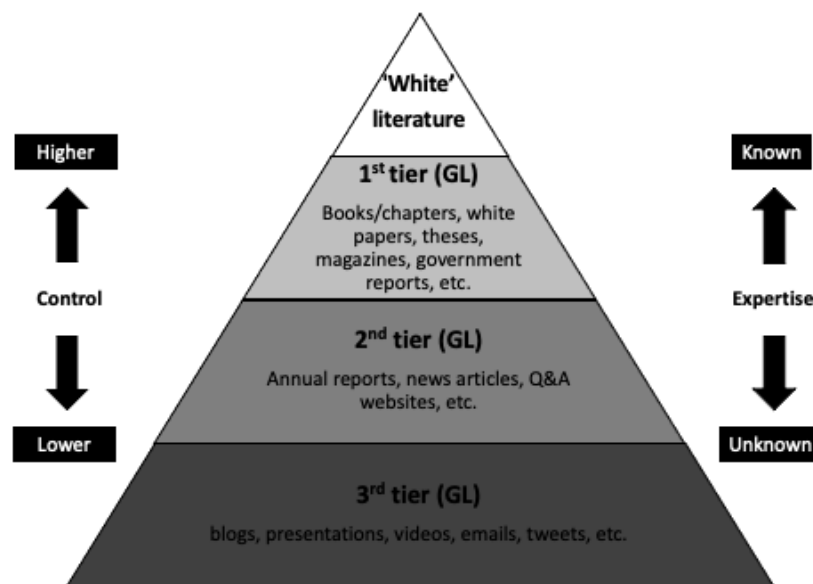 'White'
literature
Higher
Known
1st tier (GL)
Books/chapters, white
papers, theses,
magazines, government
reports, etc.
Control
Expertise
2nd tier (GL)
Annual reports, news articles, Q&A
websites, etc.
Lower
Unknown
3rd tier (GL)
blogs, presentations, videos, emails, tweets, etc.